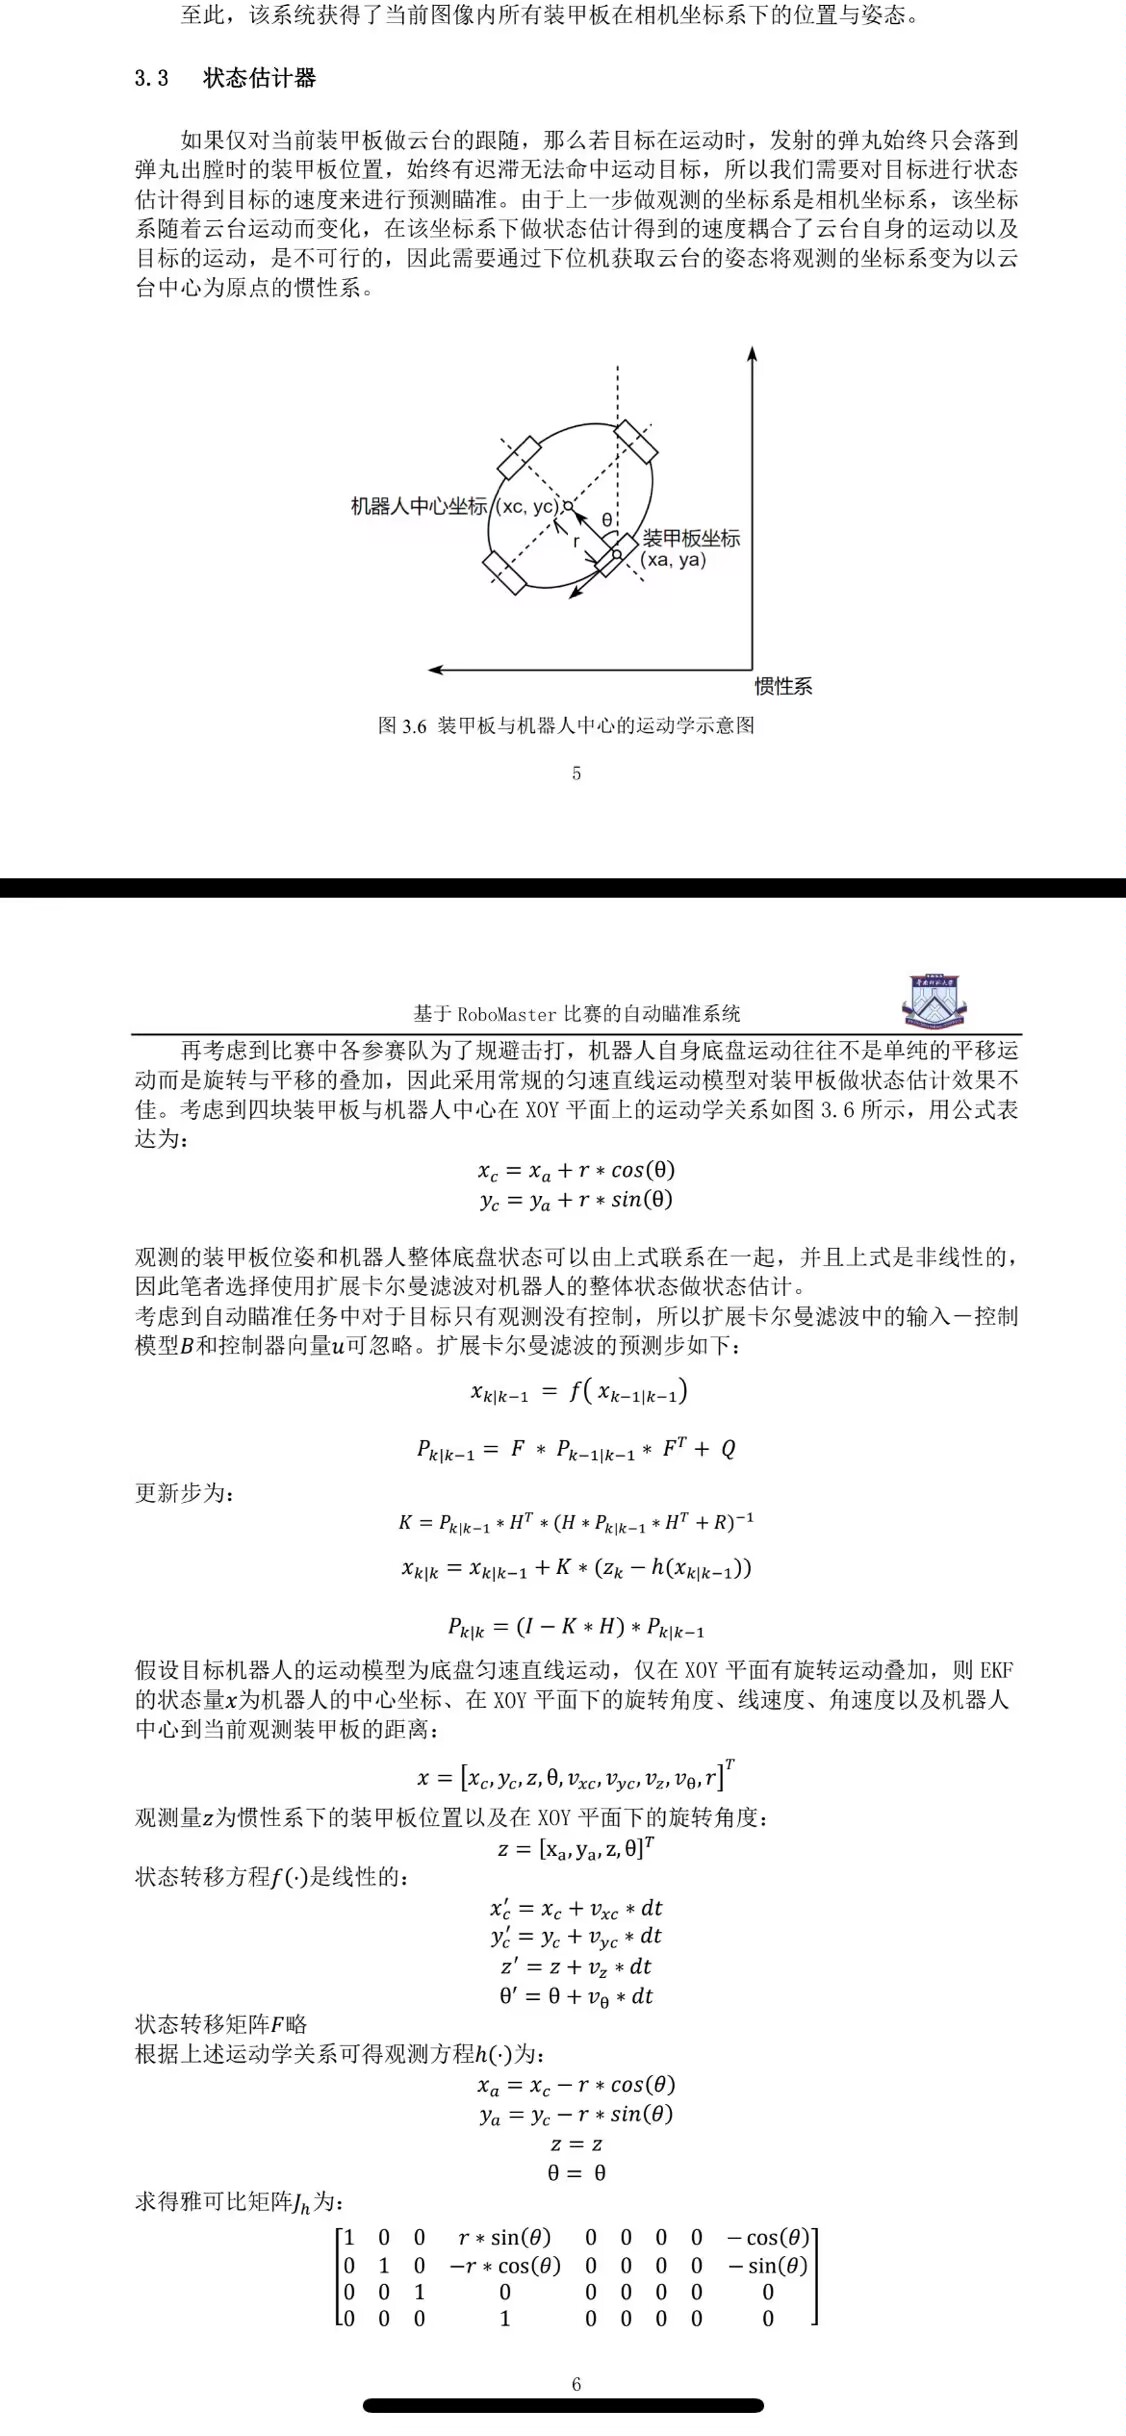 至此，该系统获得了当前图像内所有装甲板在相机坐标系下的位置与姿态。
3.3 状态估计器
如果仅对当前装甲板做云台的跟随，那么若目标在运动时，发射的弹丸始终只会落到
弹丸出膛时的装甲板位置，始终有迟滞无法命中运动目标，所以我们需要对目标进行状态
估计得到目标的速度来进行预测瞄准。由于上一步做观测的坐标系是相机坐标系，该坐标
系随着云台运动而变化，在该坐标系下做状态估计得到的速度耦合了云台自身的运动以及
目标的运动，是不可行的，因此需要通过下位机获取云台的姿态将观测的坐标系变为以云
台中心为原点的惯性系。
机器人中心坐标 (xc, yc)
θ
r
装甲板坐标
(xa, ya)
惯性系
图 3.6 装甲板与机器人中心的运动学示意图
5
基于 RoboMaster 比赛的自动瞄准系统
再考虑到比赛中各参赛队为了规避击打，机器人自身底盘运动往往不是单纯的平移运
动而是旋转与平移的叠加，因此采用常规的匀速直线运动模型对装甲板做状态估计效果不
佳。考虑到四块装甲板与机器人中心在 XOY 平面上的运动学关系如图 3.6 所示，用公式表
达为：
x_c = x_a + r * cos(θ)
y_c = y_a + r * sin(θ)
观测的装甲板位姿和机器人整体底盘状态可以由上式联系在一起，并且上式是非线性的，
因此笔者选择使用扩展卡尔曼滤波对机器人的整体状态做状态估计。
考虑到自动瞄准任务中对于目标只有观测没有控制，所以扩展卡尔曼滤波中的输入－控制
模型B和控制器向量u可忽略。扩展卡尔曼滤波的预测步如下：
x_{k|k−1} = f( x_{k−1|k−1})
P_{k|k−1} = F * P_{k−1|k−1} * F^T + Q
更新步为：
K = P_{k|k−1} * H^T * (H * P_{k|k−1} * H^T + R)^{−1}
x_{k|k} = x_{k|k−1} + K * (z_k − h(x_{k|k−1}))
P_{k|k} = (I − K * H) * P_{k|k−1}
假设目标机器人的运动模型为底盘匀速直线运动，仅在 XOY 平面有旋转运动叠加，则 EKF
的状态量x为机器人的中心坐标、在 XOY 平面下的旋转角度、线速度、角速度以及机器人
中心到当前观测装甲板的距离：
x = [x_c, y_c, z, θ, v_{xc}, v_{yc}, v_z, v_θ, r]^T
观测量z为惯性系下的装甲板位置以及在 XOY 平面下的旋转角度：
z = [x_a, y_a, z, θ]^T
状态转移方程f(·)是线性的：
x_c' = x_c + v_{xc} * dt
y_c' = y_c + v_{yc} * dt
z' = z + v_z * dt
θ' = θ + v_θ * dt
状态转移矩阵F略
根据上述运动学关系可得观测方程h(·)为：
x_a = x_c − r * cos(θ)
y_a = y_c − r * sin(θ)
z = z
θ = θ
求得雅可比矩阵J_h为：
1 0 0 r * sin(θ) 0 0 0 0 − cos(θ)
0 1 0 −r * cos(θ) 0 0 0 0 − sin(θ)
0 0 1 0 0 0 0 0 0
0 0 0 1 0 0 0 0 0
6